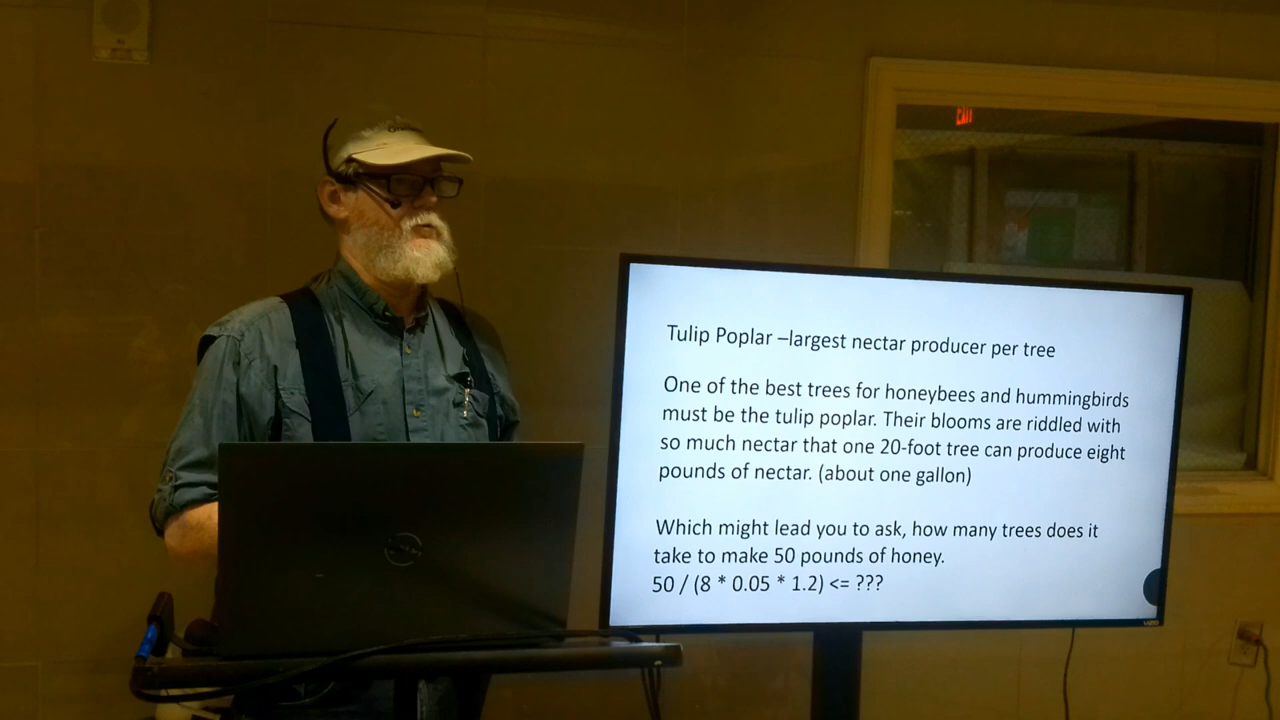 EXIT
Tulip Poplar –largest nectar producer per tree
One of the best trees for honeybees and hummingbirds
must be the tulip poplar. Their blooms are riddled with
so much nectar that one 20-foot tree can produce eight
pounds of nectar. (about one gallon)
Which might lead you to ask, how many trees does it
take to make 50 pounds of honey.
50 / (8 * 0.05 * 1.2) <= ???
VIZIO
DELL